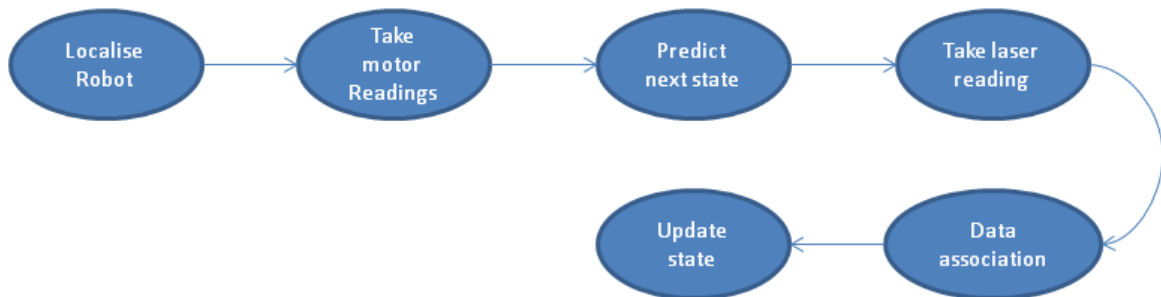 Localise
Robot
Take
motor
Readings
Predict
next state
Take laser
reading
Data
association
Update
state